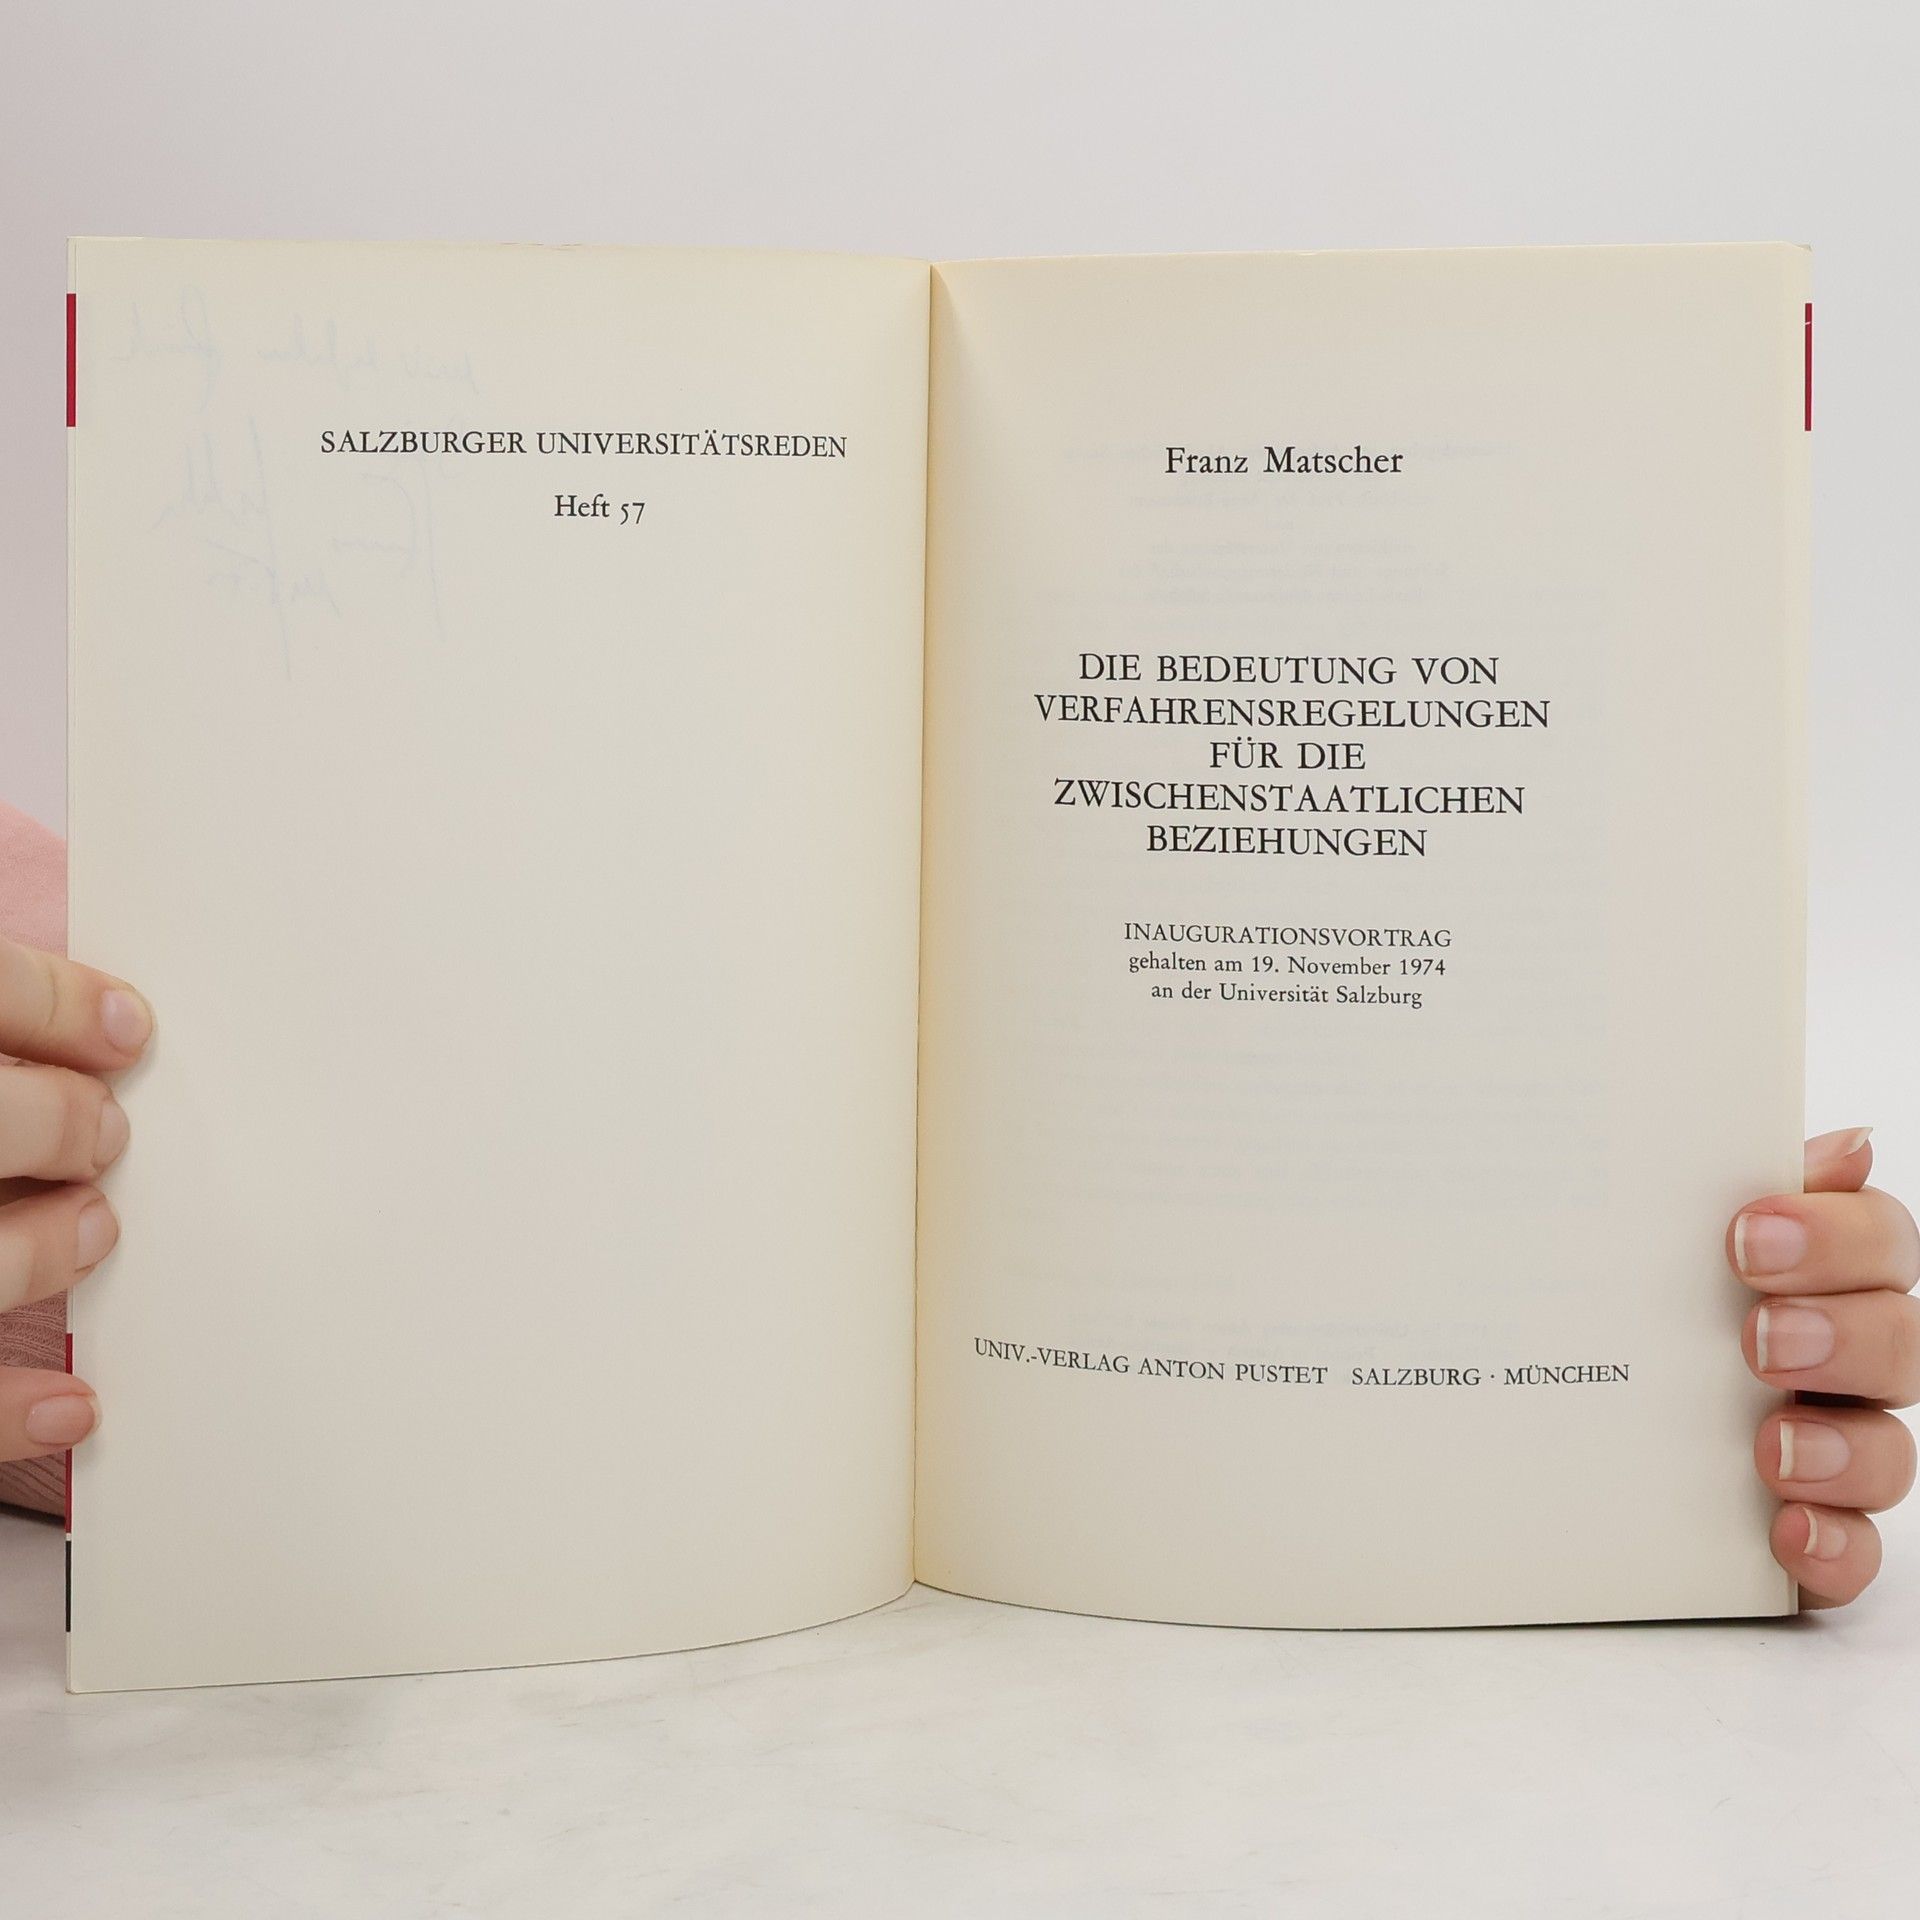 SALZBURGER UNIVERSITÄTSREDEN
Heft 57
Franz Matscher
DIE BEDEUTUNG VON
VERFAHRENSREGELUNGEN
FÜR DIE
ZWISCHENSTAATLICHEN
BEZIEHUNGEN
INAUGURATIONSVORTRAG
gehalten am 19. November 1974
an der Universität Salzburg
UNIV.-VERLAG ANTON PUSTET SALZBURG · MÜNCHEN